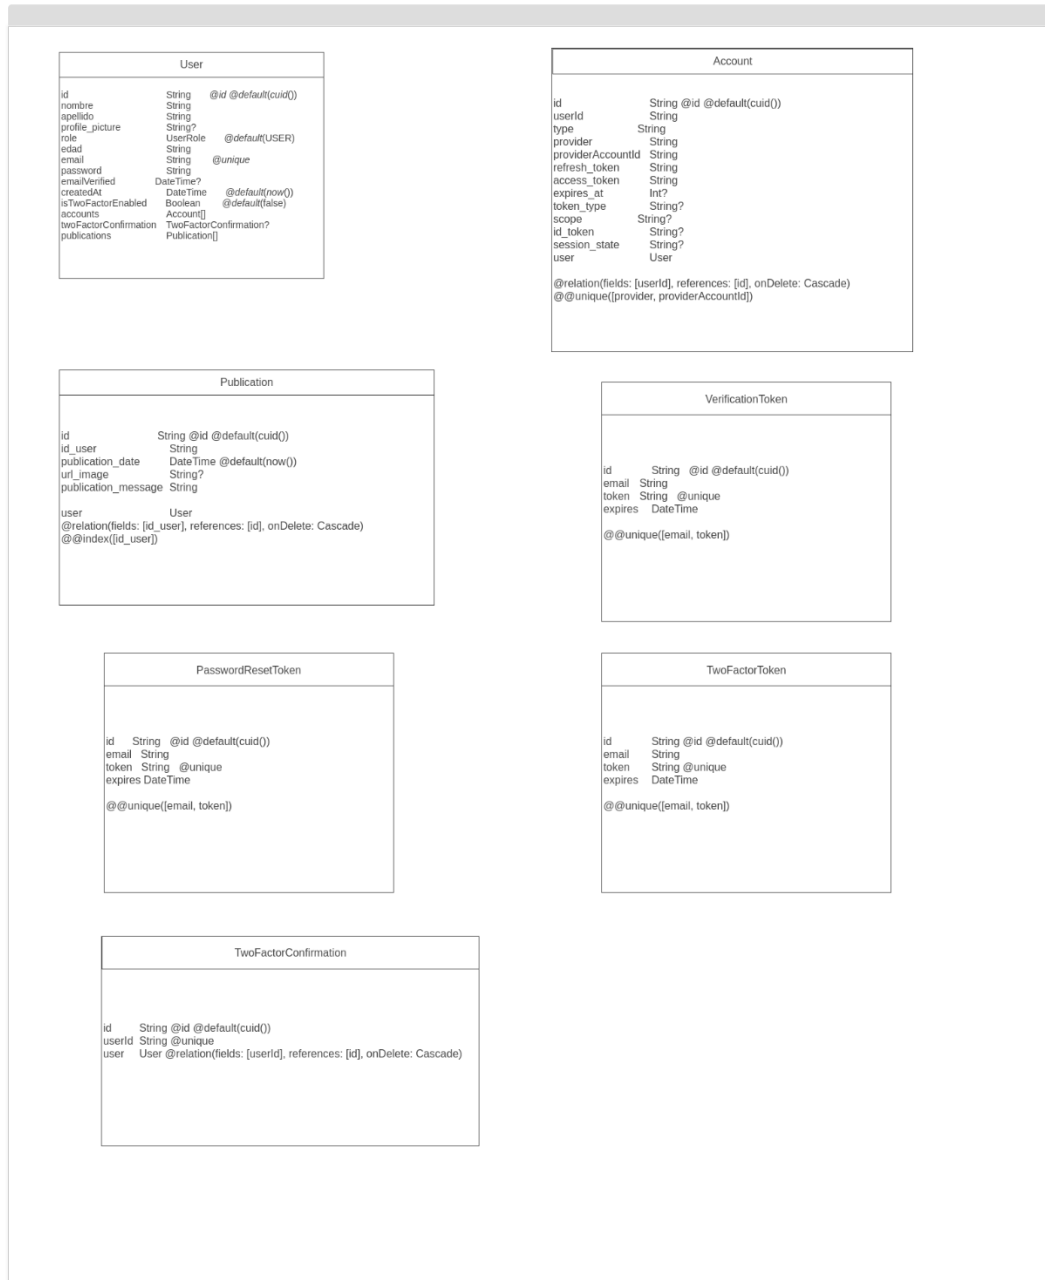 User
id String @id @default(cuid())
nombre String
apellido String
profile_picture String?
role UserRole @default(USER)
edad String
email String @unique
password String
emailVerified DateTime?
createdAt DateTime @default(now())
isTwoFactorEnabled Boolean @default(false)
accounts Account[]
twoFactorConfirmation TwoFactorConfirmation?
publications Publication[]
Account
id String @id @default(cuid())
userId String
type String
provider String
providerAccountId String
refresh_token String
access_token String
expires_at Int?
token_type String?
scope String?
id_token String?
session_state String?
user User
@relation(fields: [userId], references: [id], onDelete: Cascade)
@@unique([provider, providerAccountId])
Publication
id String @id @default(cuid())
id_user String
publication_date DateTime @default(now())
url_image String?
publication_message String
user User
@relation(fields: [id_user], references: [id], onDelete: Cascade)
@@index([id_user])
VerificationToken
id String @id @default(cuid())
email String
token String @unique
expires DateTime
@@unique([email, token])
PasswordResetToken
id String @id @default(cuid())
email String
token String @unique
expires DateTime
@@unique([email, token])
TwoFactorToken
id String @id @default(cuid())
email String
token String @unique
expires DateTime
@@unique([email, token])
TwoFactorConfirmation
id String @id @default(cuid())
userId String @unique
user User @relation(fields: [userId], references: [id], onDelete: Cascade)